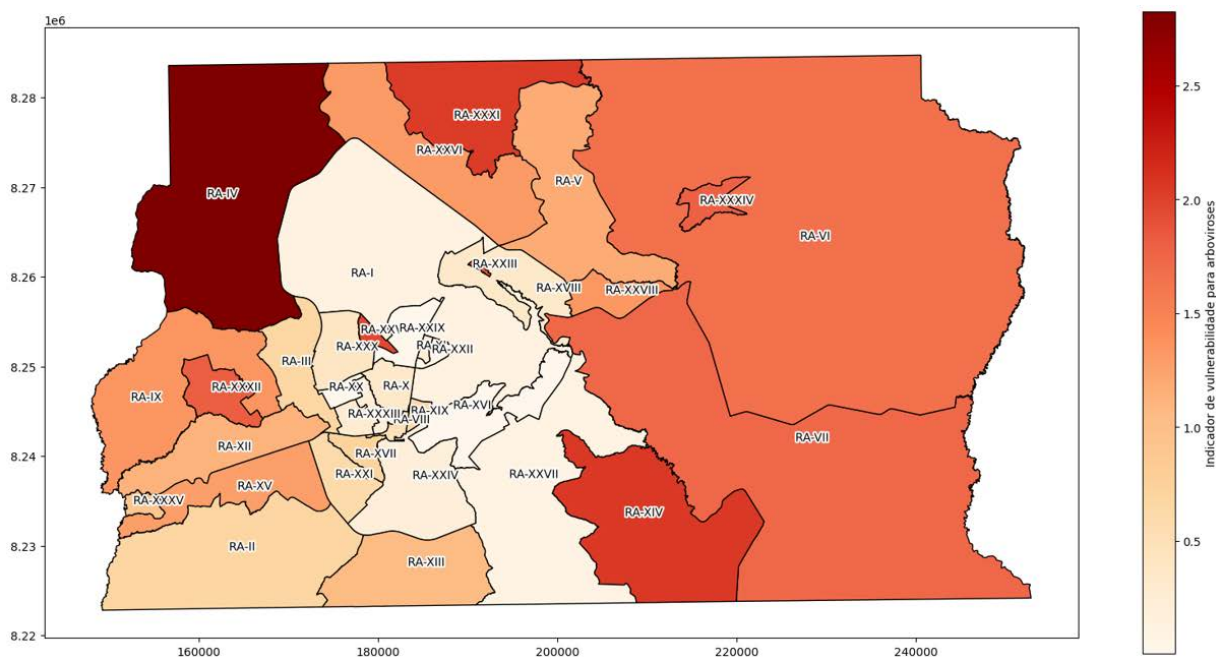 1e6
8.28
8.27
8.26
8.25
8.24
8.23
8.22
160000
180000
200000
220000
240000
RA-IV
RA-XXXI
RA-XXVI
RA-V
RA-XXXIV
RA-VI
RA-I
RA-XXIII
RA-XVIII
RA-XXVIII
RA-XXIX
RA-XXII
RA-XXX
RA-III
RA-XX
RA-X
RA-XXXII
RA-IX
RA-XXXIII
RA-XIX
RA-XVI
RA-VIII
RA-VII
RA-XII
RA-XVII
RA-XXI
RA-XXIV
RA-XXVII
RA-XV
RA-XXXV
RA-XIV
RA-II
RA-XIII
2.5
2.0
1.5
1.0
0.5
Indicador de vulnerabilidade para arboviroses